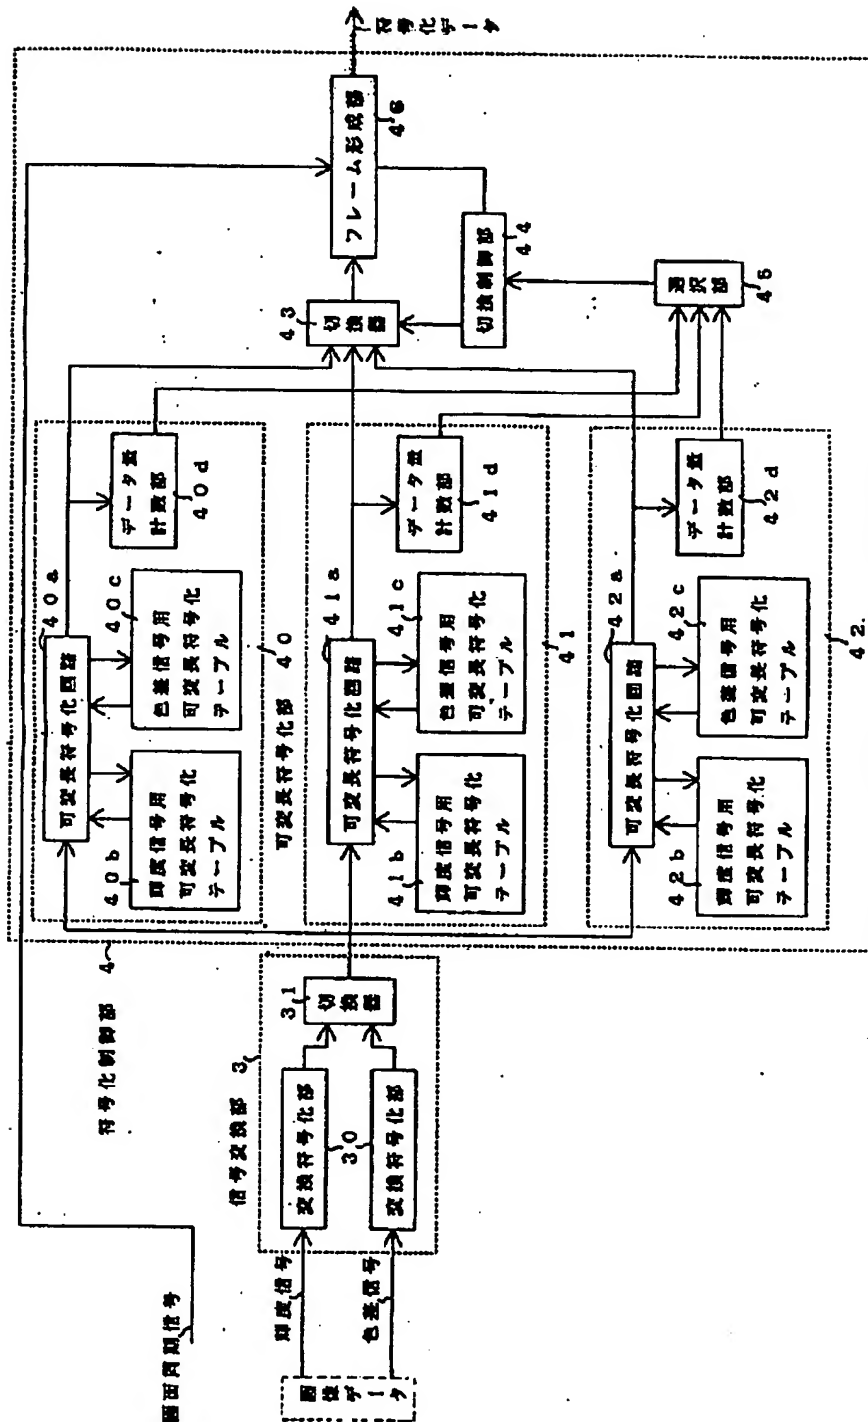 画面同期信号
画像データ
輝度信号
色差信号
信号変換部 3
変換符号化部
変換符号化部
30
31
切換器
符号化制御部 4
可変長符号化部 40
可変長符号化回路
40a
40b
輝度信号用
可変長符号化
テーブル
40c
色差信号用
可変長符号化
テーブル
データ量
計数部
40d
41
可変長符号化回路
41a
41b
輝度信号用
可変長符号化
テーブル
41c
色差信号用
可変長符号化
テーブル
データ量
計数部
41d
42
可変長符号化回路
42a
42b
輝度信号用
可変長符号化
テーブル
42c
色差信号用
可変長符号化
テーブル
データ量
計数部
42d
43
切換器
切換制御部
44
選択部
45
フレーム形成部
46
符号化データ